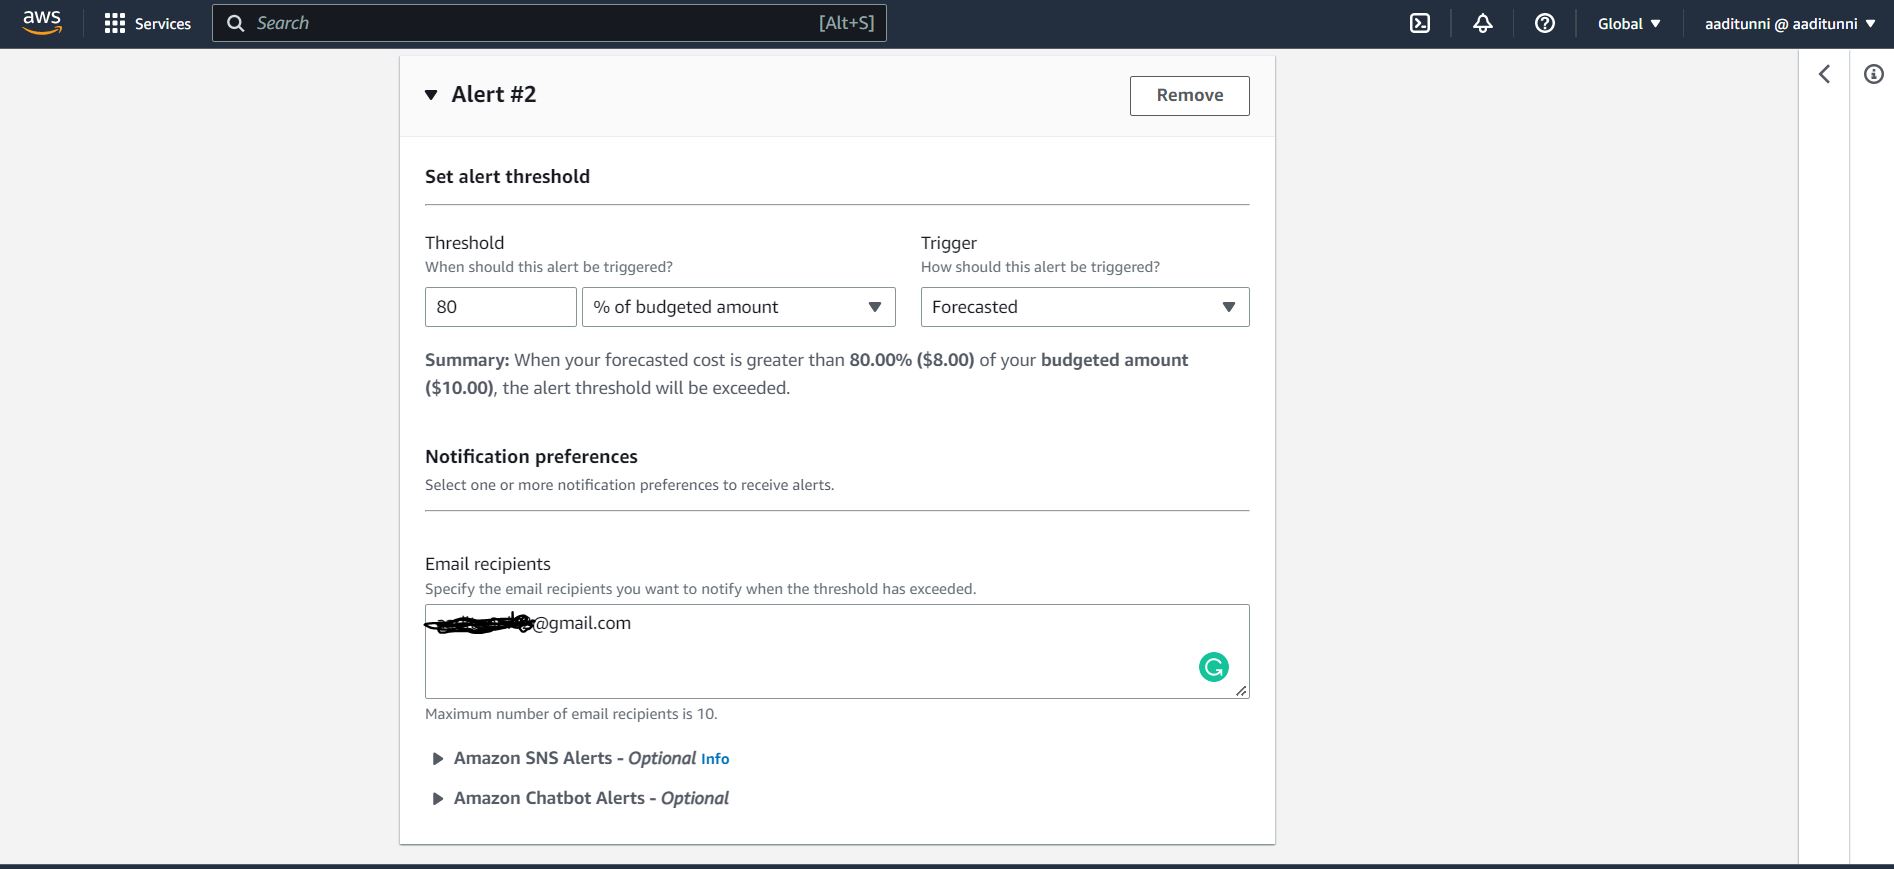 aws
Services
Search
[Alt+S]
Global
aaditunni @ aaditunni
Alert #2
Remove
Set alert threshold
Threshold
Trigger
When should this alert be triggered?
How should this alert be triggered?
80
% of budgeted amount
Forecasted
Summary: When your forecasted cost is greater than 80.00% ($8.00) of your budgeted amount
($10.00), the alert threshold will be exceeded.
Notification preferences
Select one or more notification preferences to receive alerts.
Email recipients
Specify the email recipients you want to notify when the threshold has exceeded.
@gmail.com
Maximum number of email recipients is 10.
Amazon SNS Alerts - Optional Info
Amazon Chatbot Alerts - Optional